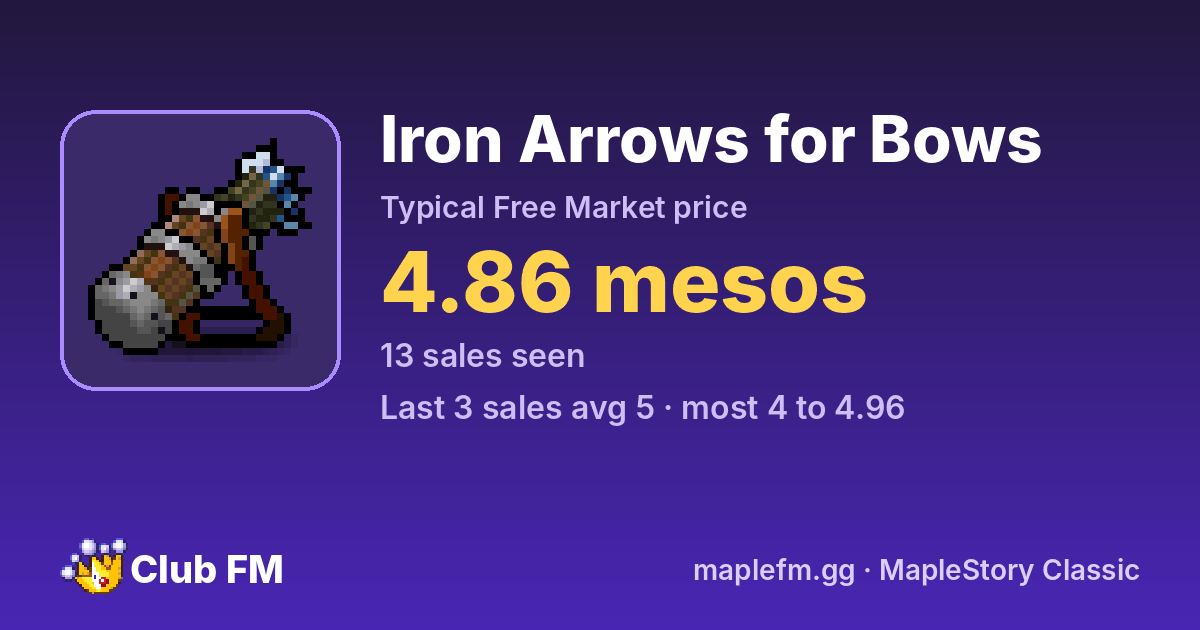 Iron Arrows for Bows
Typical Free Market price
4.86 mesos
13 sales seen
Last 3 sales avg 5 · most 4 to 4.96
Club FM
maplefm.gg · MapleStory Classic